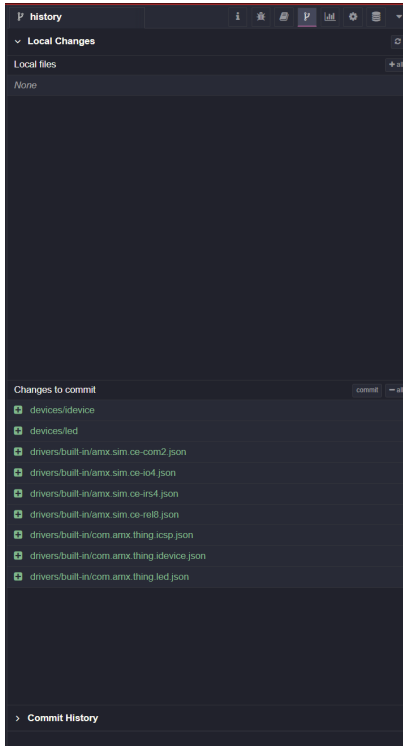 history
Local Changes
Local files
+ all
None
Changes to commit
commit
− all
devices/idevice
devices/led
drivers/built-in/amx.sim.ce-com2.json
drivers/built-in/amx.sim.ce-io4.json
drivers/built-in/amx.sim.ce-irs4.json
drivers/built-in/amx.sim.ce-rel8.json
drivers/built-in/com.amx.thing.icsp.json
drivers/built-in/com.amx.thing.idevice.json
drivers/built-in/com.amx.thing.led.json
Commit History